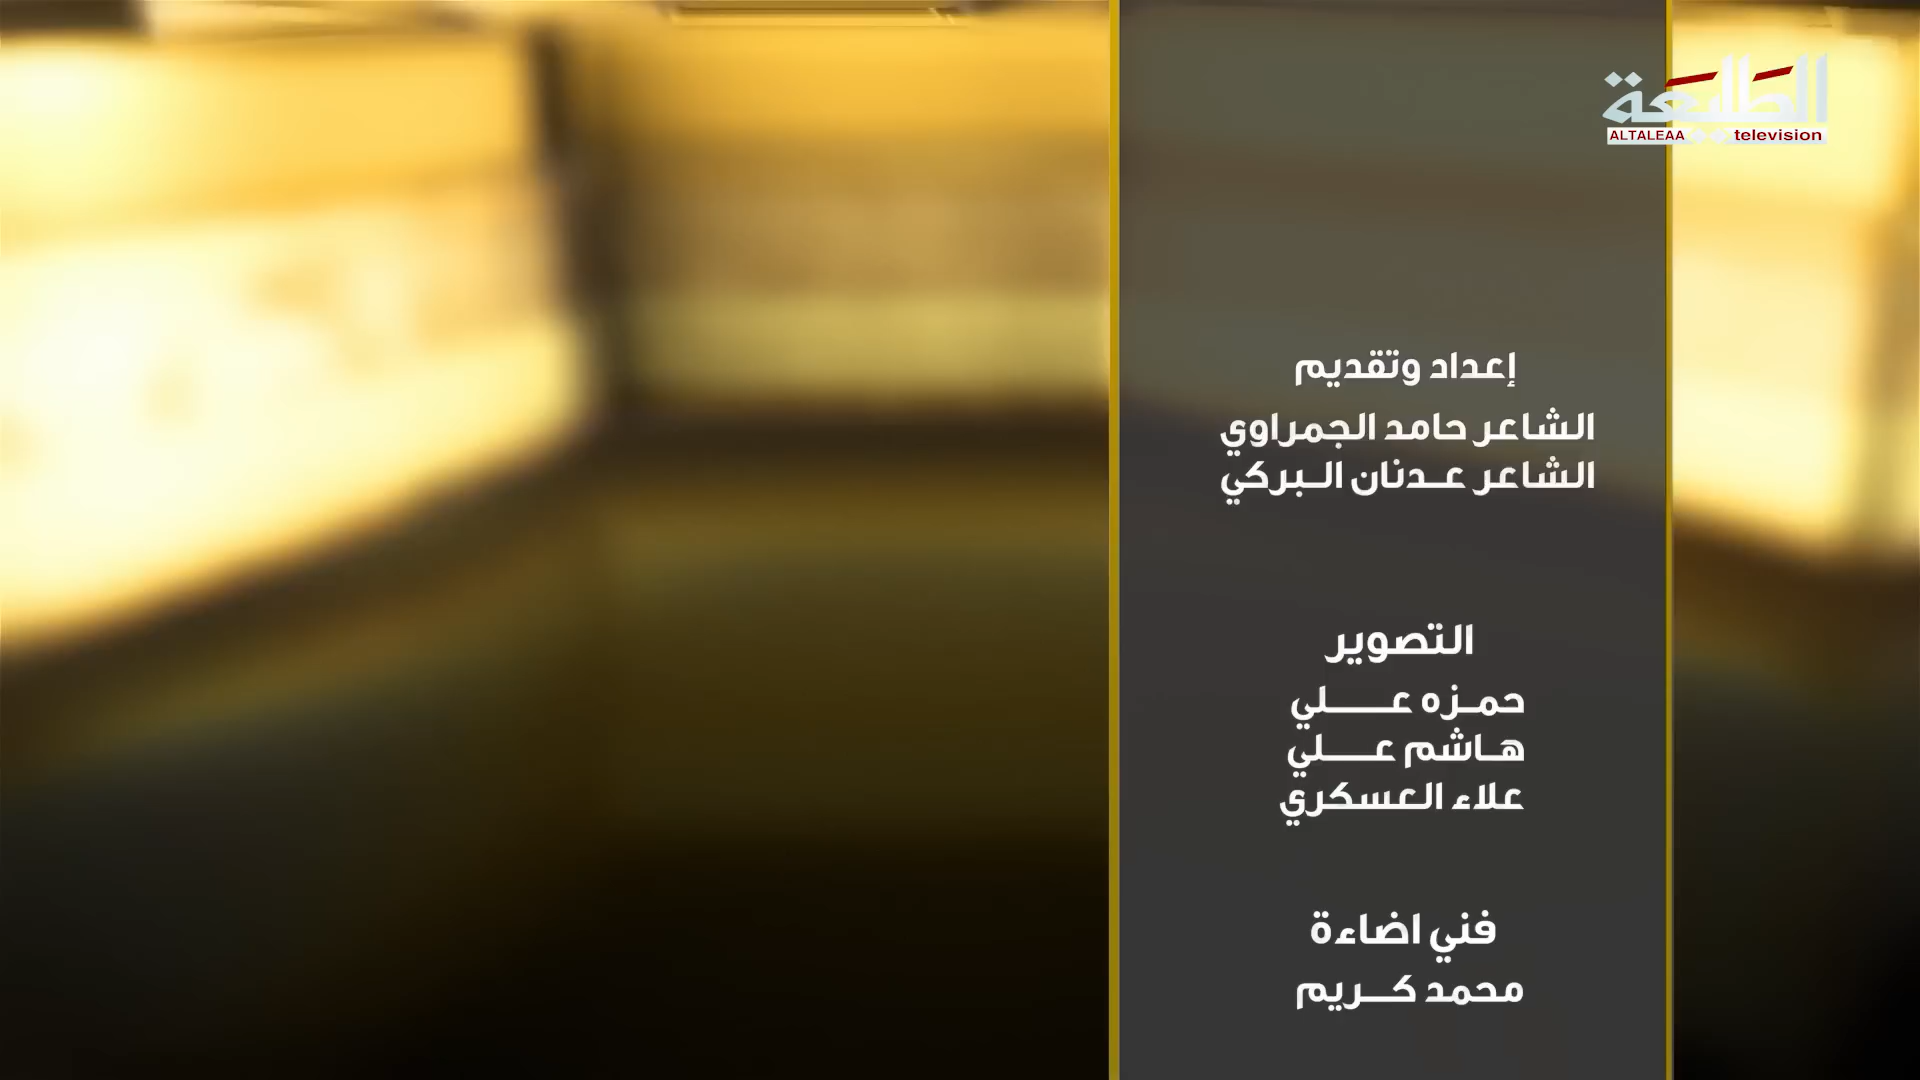 الطليعة
ALTALEAA television
إعداد وتقديم
الشاعر حامد الجمراوي
الشاعر عـدنان الـبركي
التصوير
حمـزه عـــلي
هـاشم عـــلي
علاء العسكري
فني اضاءة
محمد كـــريم